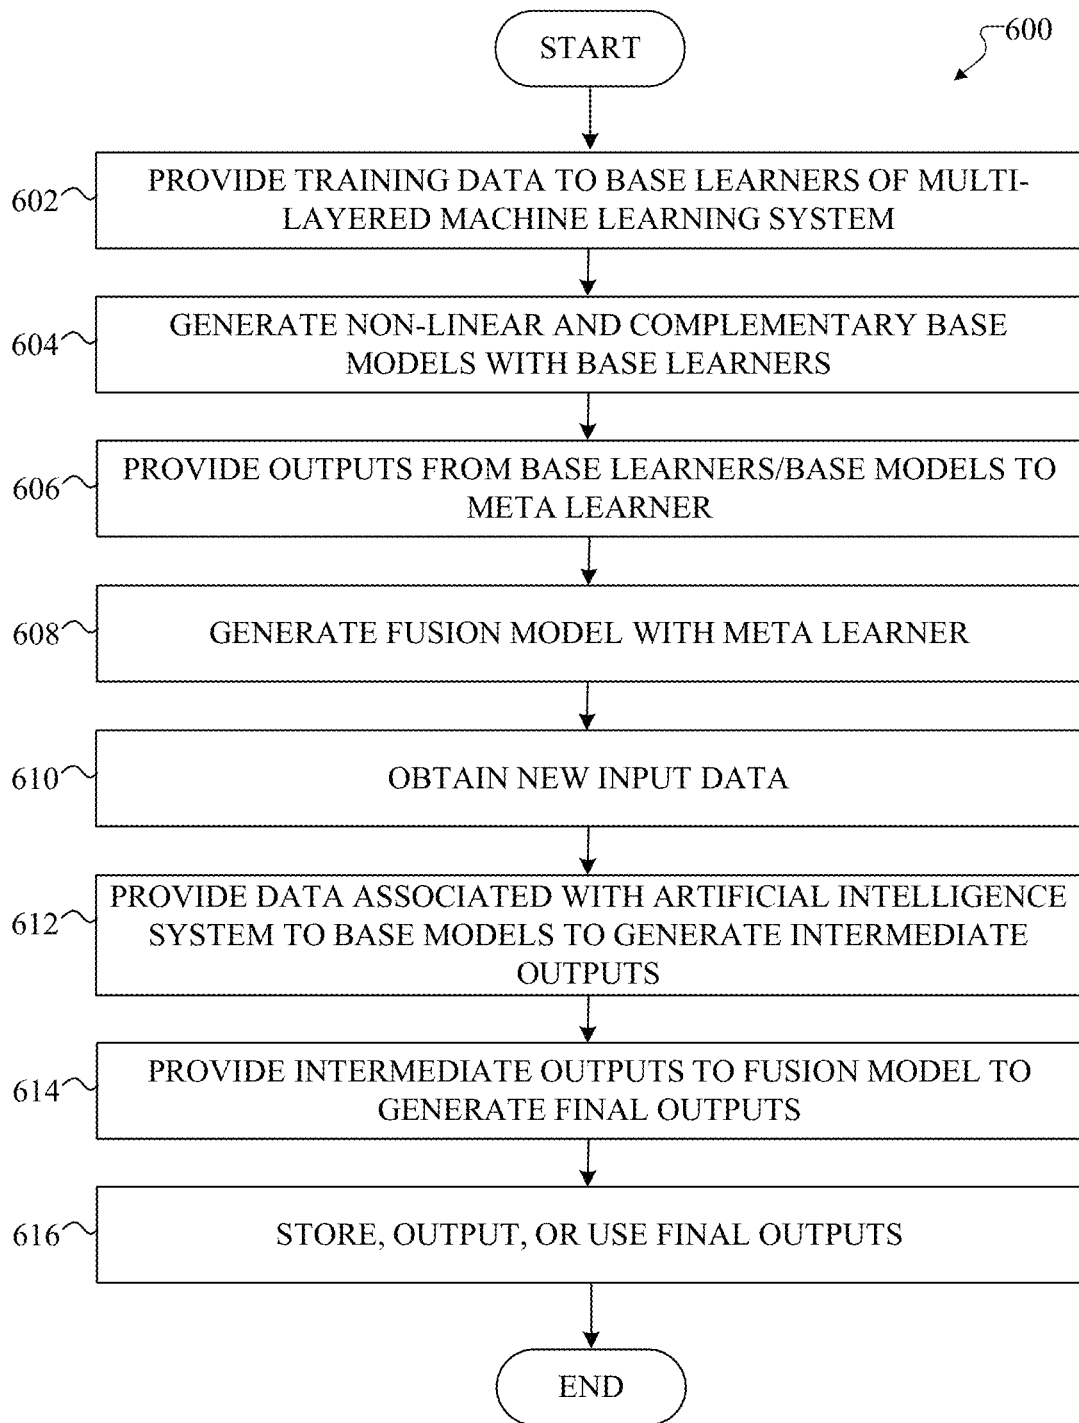 START
600
602
PROVIDE TRAINING DATA TO BASE LEARNERS OF MULTI-
LAYERED MACHINE LEARNING SYSTEM
604
GENERATE NON-LINEAR AND COMPLEMENTARY BASE
MODELS WITH BASE LEARNERS
606
PROVIDE OUTPUTS FROM BASE LEARNERS/BASE MODELS TO
META LEARNER
608
GENERATE FUSION MODEL WITH META LEARNER
610
OBTAIN NEW INPUT DATA
612
PROVIDE DATA ASSOCIATED WITH ARTIFICIAL INTELLIGENCE
SYSTEM TO BASE MODELS TO GENERATE INTERMEDIATE
OUTPUTS
614
PROVIDE INTERMEDIATE OUTPUTS TO FUSION MODEL TO
GENERATE FINAL OUTPUTS
616
STORE, OUTPUT, OR USE FINAL OUTPUTS
END